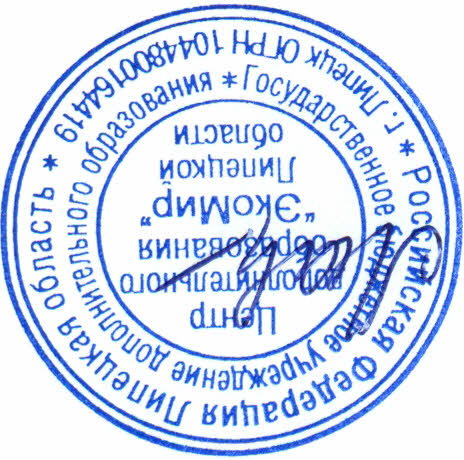 * Российская Федерация Липецкая область *
г. Липецк ОГРН 1044800164419
* Государственное бюджетное учреждение дополнительного образования
Центр
дополнительного
образования
"ЭкоМир"
Липецкой
области